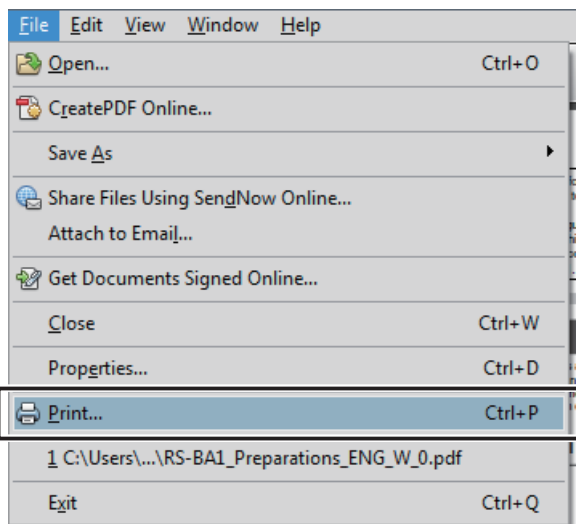 File Edit View Window Help
Open... Ctrl+O
CreatePDF Online...
Save As
Share Files Using SendNow Online...
Attach to Email...
Get Documents Signed Online...
Close Ctrl+W
Properties... Ctrl+D
Print... Ctrl+P
1 C:\Users\...\RS-BA1_Preparations_ENG_W_0.pdf
Exit Ctrl+Q